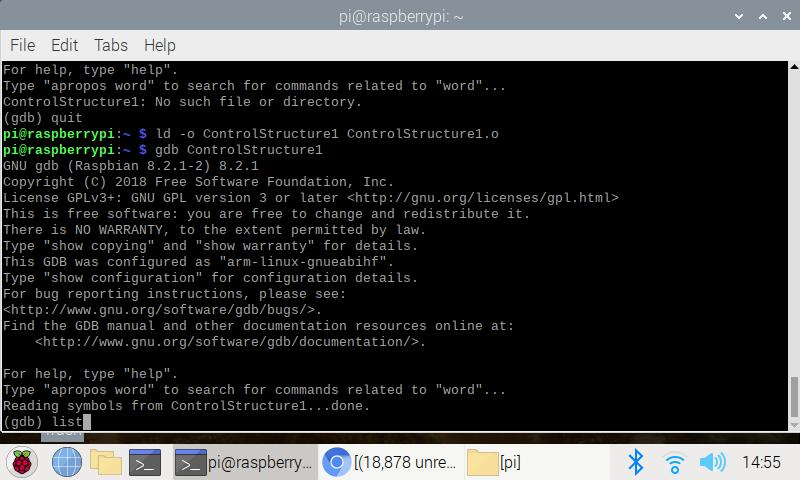 pi@raspberrypi: ~
File Edit Tabs Help
For help, type "help".
Type "apropos word" to search for commands related to "word"...
ControlStructure1: No such file or directory.
(gdb) quit
pi@raspberrypi:~ $ ld -o ControlStructure1 ControlStructure1.o
pi@raspberrypi:~ $ gdb ControlStructure1
GNU gdb (Raspbian 8.2.1-2) 8.2.1
Copyright (C) 2018 Free Software Foundation, Inc.
License GPLv3+: GNU GPL version 3 or later <http://gnu.org/licenses/gpl.html>
This is free software: you are free to change and redistribute it.
There is NO WARRANTY, to the extent permitted by law.
Type "show copying" and "show warranty" for details.
This GDB was configured as "arm-linux-gnueabihf".
Type "show configuration" for configuration details.
For bug reporting instructions, please see:
<http://www.gnu.org/software/gdb/bugs/>.
Find the GDB manual and other documentation resources online at:
    <http://www.gnu.org/software/gdb/documentation/>.

For help, type "help".
Type "apropos word" to search for commands related to "word"...
Reading symbols from ControlStructure1...done.
(gdb) list
pi@raspberry... [(18,878 unre... [pi] 14:55